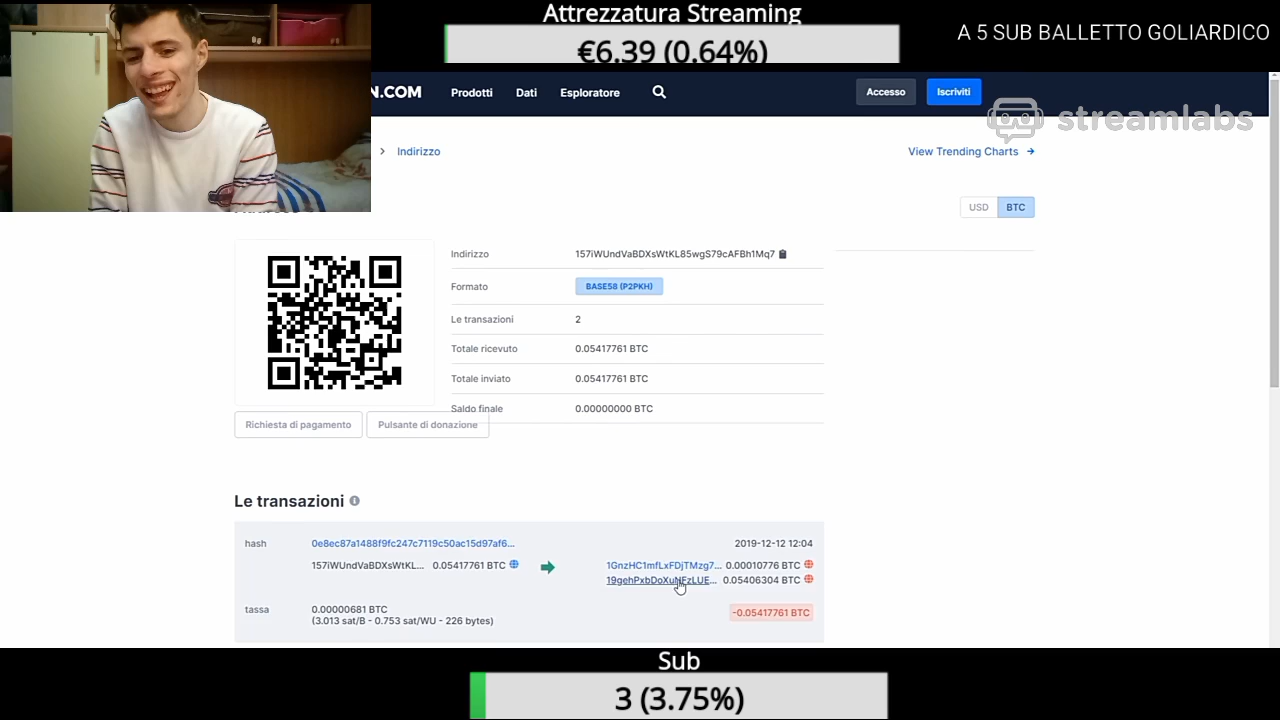 Attrezzatura Streaming
€6.39 (0.64%)
A 5 SUB BALLETTO GOLIARDICO
N.COM
Prodotti
Dati
Esploratore
Accesso
Iscriviti
streamlabs
Indirizzo
View Trending Charts
USD
BTC
Indirizzo 157iWUndVaBDXsWtKL85wgS79cAFBh1Mq7
Formato BASE58 (P2PKH)
Le transazioni 2
Totale ricevuto 0.05417761 BTC
Totale inviato 0.05417761 BTC
Saldo finale 0.00000000 BTC
Richiesta di pagamento
Pulsante di donazione
Le transazioni
hash 0e8ec87a1488f9fc247c7119c50ac15d97af6... 2019-12-12 12:04
157iWUndVaBDXsWtKL... 0.05417761 BTC 1GnzHC1mfLxFDjTMzg7... 0.00010776 BTC
19gehPxbDoXuNFzLUE... 0.05406304 BTC
tassa 0.00000681 BTC
(3.013 sat/B - 0.753 sat/WU - 226 bytes)
-0.05417761 BTC
Sub
3 (3.75%)